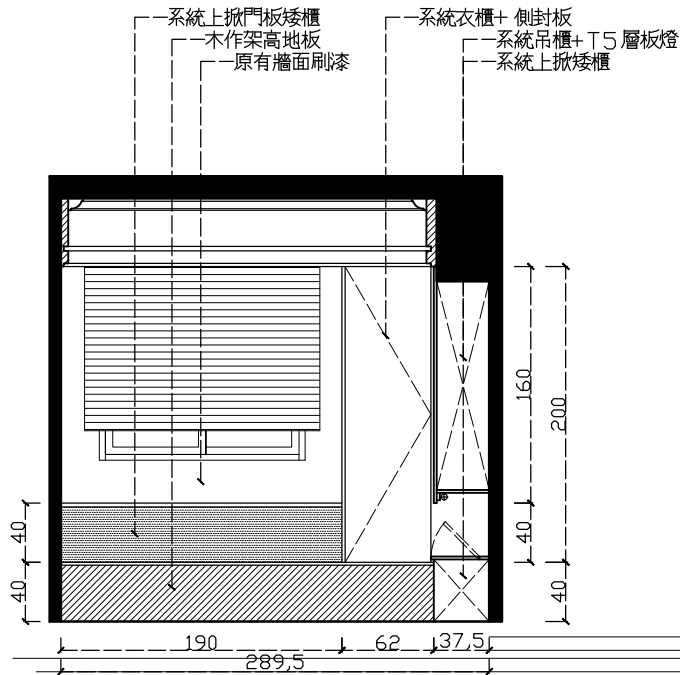 系統上掀門板矮櫃
木作架高地板
原有牆面刷漆
系統衣櫃+ 側封板
系統吊櫃+T5 層板燈
系統上掀矮櫃
160
200
40
40
40
40
190
62
37,5
289,5